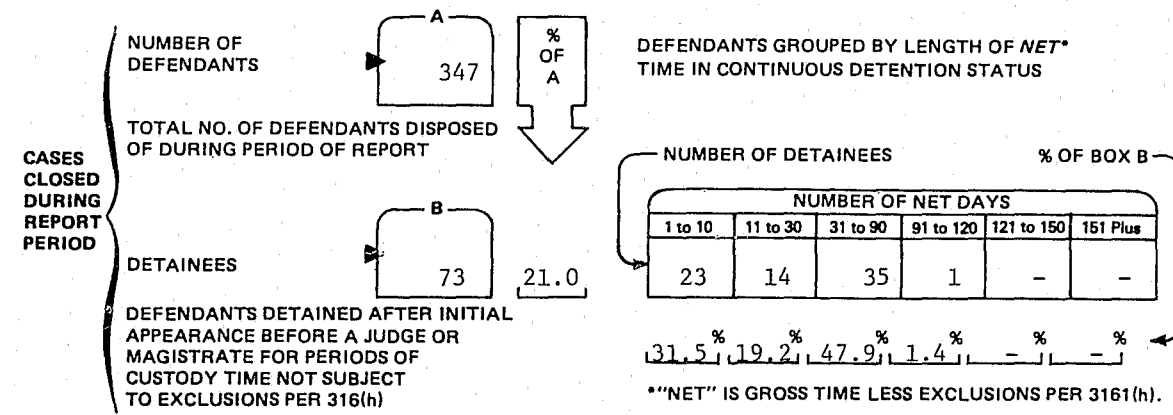 CASES
CLOSED
DURING
REPORT
PERIOD
NUMBER OF
DEFENDANTS
A
347
%
OF
A
TOTAL NO. OF DEFENDANTS DISPOSED
OF DURING PERIOD OF REPORT
DETAINEES
B
73
21.0
DEFENDANTS DETAINED AFTER INITIAL
APPEARANCE BEFORE A JUDGE OR
MAGISTRATE FOR PERIODS OF
CUSTODY TIME NOT SUBJECT
TO EXCLUSIONS PER 316(h)
DEFENDANTS GROUPED BY LENGTH OF NET*
TIME IN CONTINUOUS DETENTION STATUS
NUMBER OF DETAINEES % OF BOX B
NUMBER OF NET DAYS
1 to 10 11 to 30 31 to 90 91 to 120 121 to 150 151 Plus
23 14 35 1 – –
31.5% 19.2% 47.9% 1.4% –% –%
*"NET" IS GROSS TIME LESS EXCLUSIONS PER 3161(h).